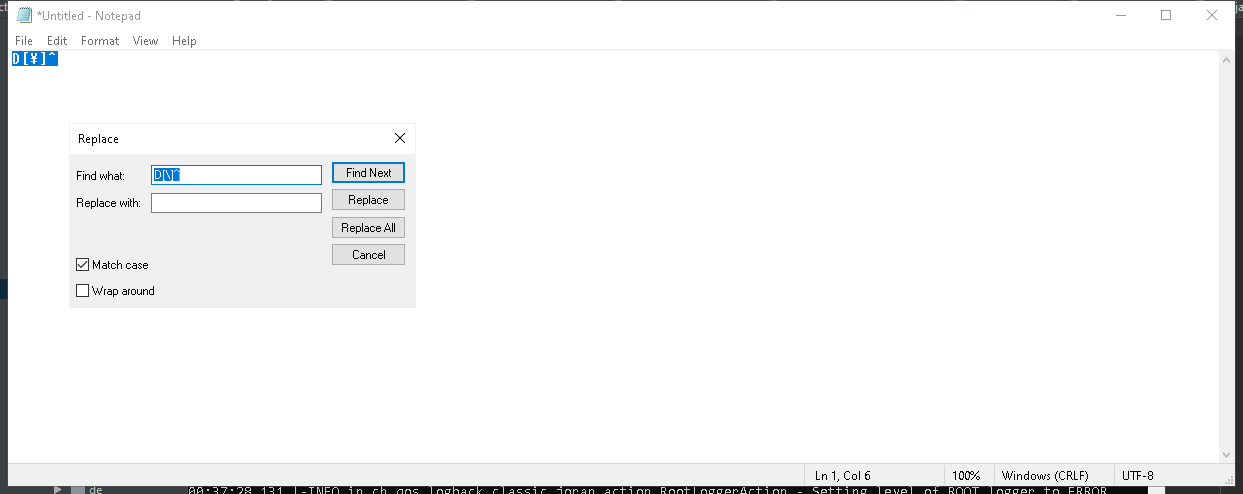 *Untitled - Notepad
File Edit Format View Help
D[¥]^
Replace
Find what: D[\]^ Find Next
Replace with: Replace
Replace All
Cancel
Match case
Wrap around
Ln 1, Col 6 100% Windows (CRLF) UTF-8
de 00:37:28,131 |-INFO in ch.qos.logback.classic.joran.action.RootLoggerAction - Setting level of ROOT logger to ERROR